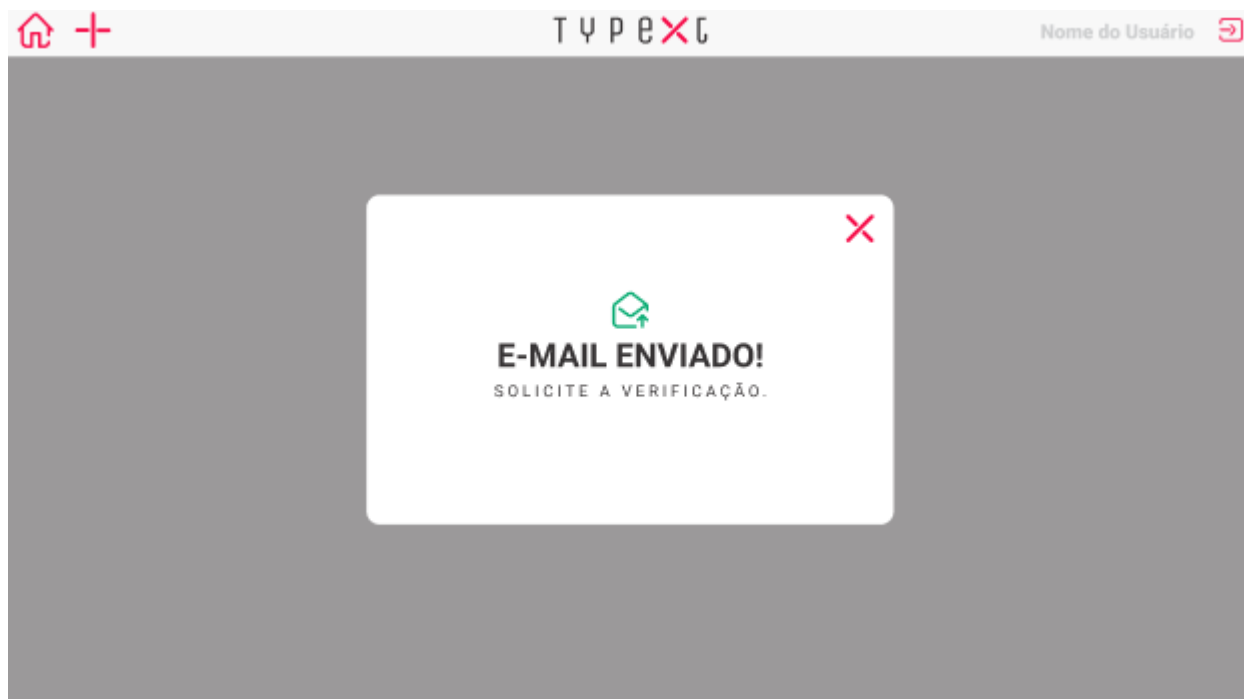 TYPEXT
Nome do Usuário
E-MAIL ENVIADO!
SOLICITE A VERIFICAÇÃO.